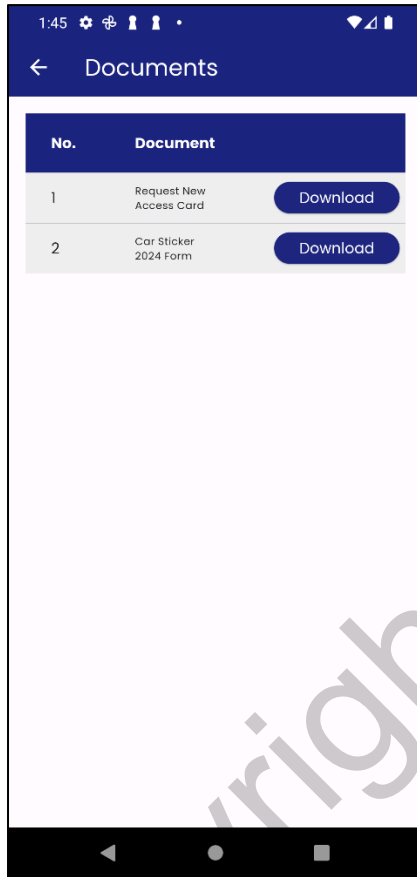 1:45
Documents
No. Document
1 Request New
Access Card
Download
2 Car Sticker
2024 Form
Download